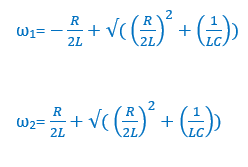 ω₁= − R/2L + √( (R/2L)² + (1/LC))
ω₂= R/2L + √( (R/2L)² + (1/LC))